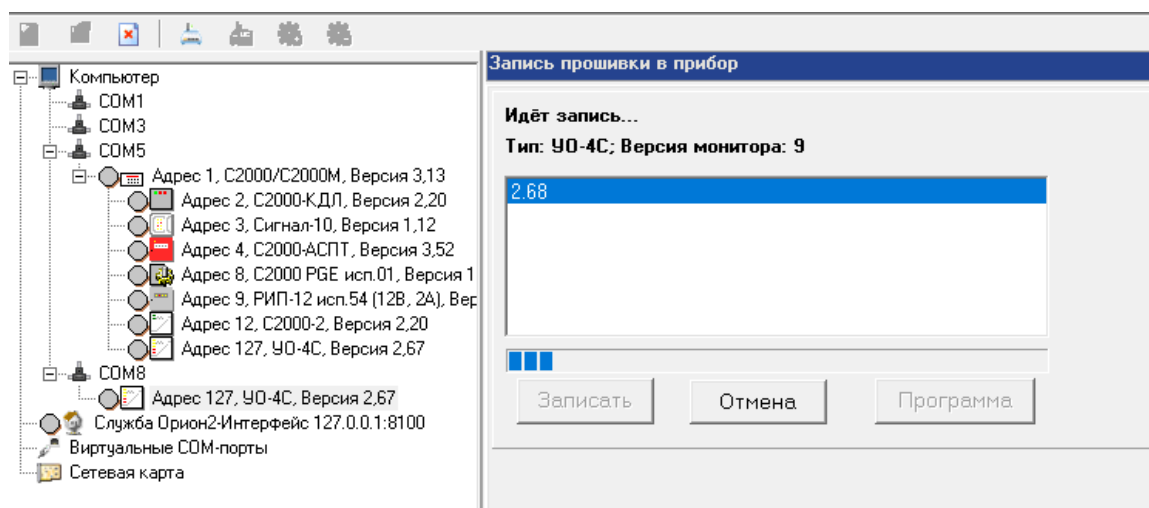 Компьютер
COM1
COM3
COM5
Адрес 1, С2000/С2000М, Версия 3,13
Адрес 2, С2000-КДЛ, Версия 2,20
Адрес 3, Сигнал-10, Версия 1,12
Адрес 4, С2000-АСПТ, Версия 3,52
Адрес 8, С2000 PGE исп.01, Версия 1
Адрес 9, РИП-12 исп.54 (12В, 2А), Вер
Адрес 12, С2000-2, Версия 2,20
Адрес 127, УО-4С, Версия 2,67
COM8
Адрес 127, УО-4С, Версия 2,67
Служба Орион2-Интерфейс 127.0.0.1:8100
Виртуальные COM-порты
Сетевая карта
Запись прошивки в прибор
Идёт запись...
Тип: УО-4С; Версия монитора: 9
2.68
Записать
Отмена
Программа